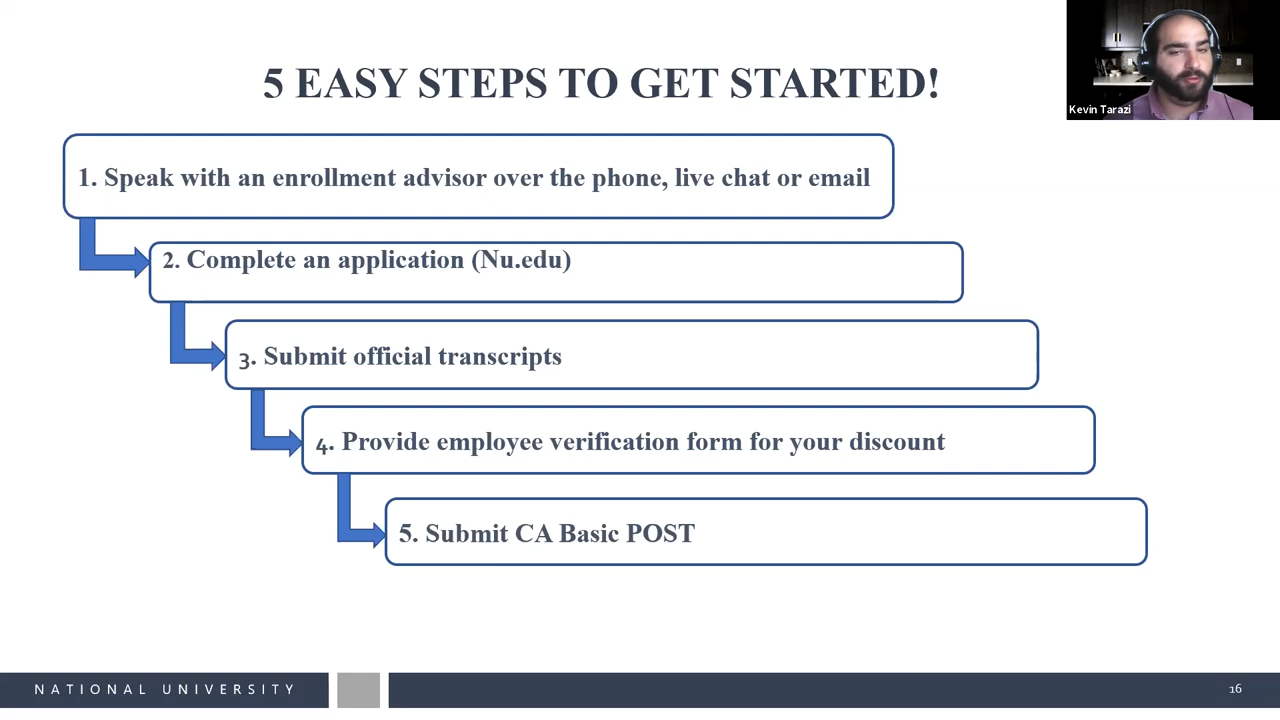 5 EASY STEPS TO GET STARTED!
Kevin Tarazi
1. Speak with an enrollment advisor over the phone, live chat or email
2. Complete an application (Nu.edu)
3. Submit official transcripts
4. Provide employee verification form for your discount
5. Submit CA Basic POST
NATIONAL UNIVERSITY
16